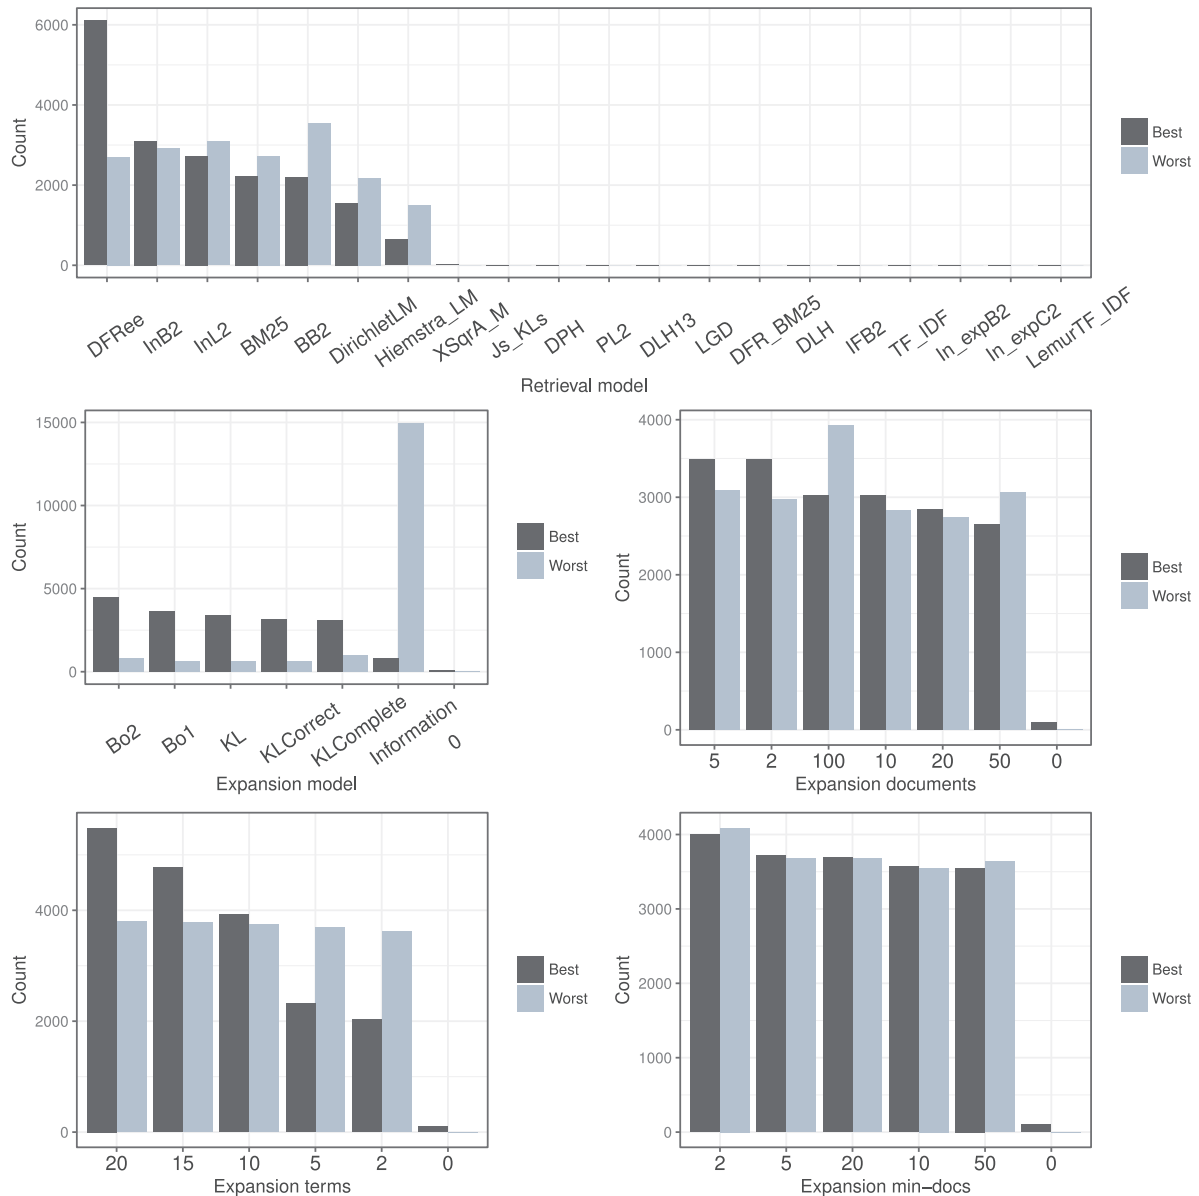 6000
4000
2000
0
Count
DFRee
InB2
InL2
BM25
BB2
DirichletLM
Hiemstra_LM
XSqrA_M
Js_KLs
DPH
PL2
DLH13
LGD
DFR_BM25
DLH
IFB2
TF_IDF
In_expB2
In_expC2
LemurTF_IDF
Retrieval model
Best
Worst
15000
10000
5000
0
Count
Bo2
Bo1
KL
KLCorrect
KLComplete
Information
0
Expansion model
Best
Worst
4000
3000
2000
1000
0
Count
5 2 100 10 20 50 0
Expansion documents
Best
Worst
4000
2000
0
Count
20 15 10 5 2 0
Expansion terms
Best
Worst
4000
3000
2000
1000
0
Count
2 5 20 10 50 0
Expansion min−docs
Best
Worst